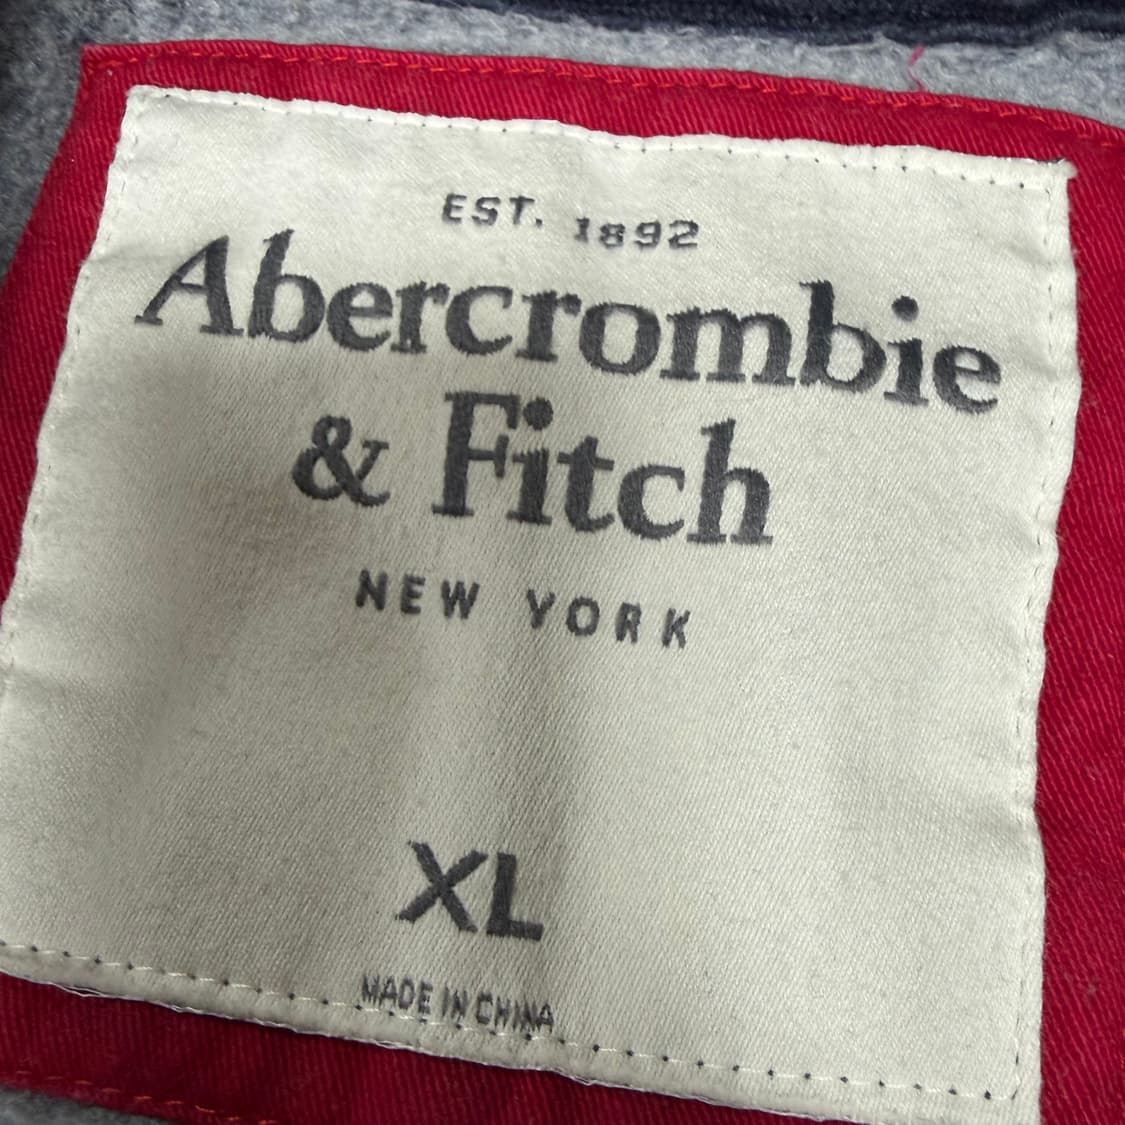 EST. 1892
Abercrombie
& Fitch
NEW YORK
XL
MADE IN CHINA